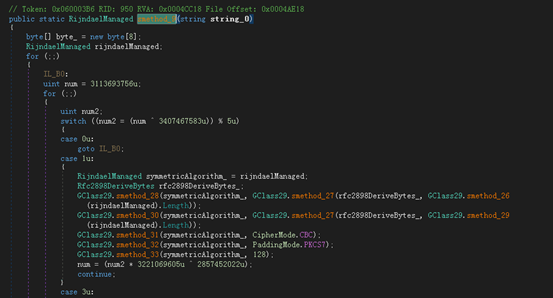 // Token: 0x060003B6 RID: 950 RVA: 0x0004CC18 File Offset: 0x0004AE18
public static RijndaelManaged smethod_0(string string_0)
{
byte[] byte_ = new byte[8];
RijndaelManaged rijndaelManaged;
for (;;)
{
IL_B0:
uint num = 3113693756u;
for (;;)
{
uint num2;
switch ((num2 = (num ^ 3407467583u)) % 5u)
{
case 0u:
goto IL_B0;
case 1u:
{
RijndaelManaged symmetricAlgorithm_ = rijndaelManaged;
Rfc2898DeriveBytes rfc2898DeriveBytes_;
GClass29.smethod_28(symmetricAlgorithm_, GClass29.smethod_27(rfc2898DeriveBytes_, GClass29.smethod_26
(rijndaelManaged).Length));
GClass29.smethod_30(symmetricAlgorithm_, GClass29.smethod_27(rfc2898DeriveBytes_, GClass29.smethod_29
(rijndaelManaged).Length));
GClass29.smethod_31(symmetricAlgorithm_, CipherMode.CBC);
GClass29.smethod_32(symmetricAlgorithm_, PaddingMode.PKCS7);
GClass29.smethod_33(symmetricAlgorithm_, 128);
num = (num2 * 3221069605u ^ 2857452022u);
continue;
}
case 3u: